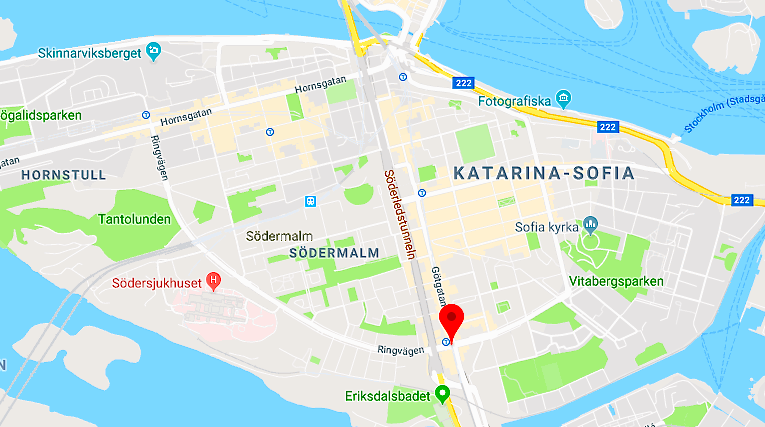 Skinnarviksberget
222
Hornsgatan
Fotografiska
ögalidsparken
Hornsgatan
222
Stockholm (Stadsgå
Ringvägen
gatan
HORNSTULL
KATARINA-SOFIA
Söderledstunneln
222
Tantolunden
Sofia kyrka
Södermalm
SÖDERMALM
Götgatan
Södersjukhuset
H
Vitabergsparken
Ringvägen
Eriksdalsbadet
N